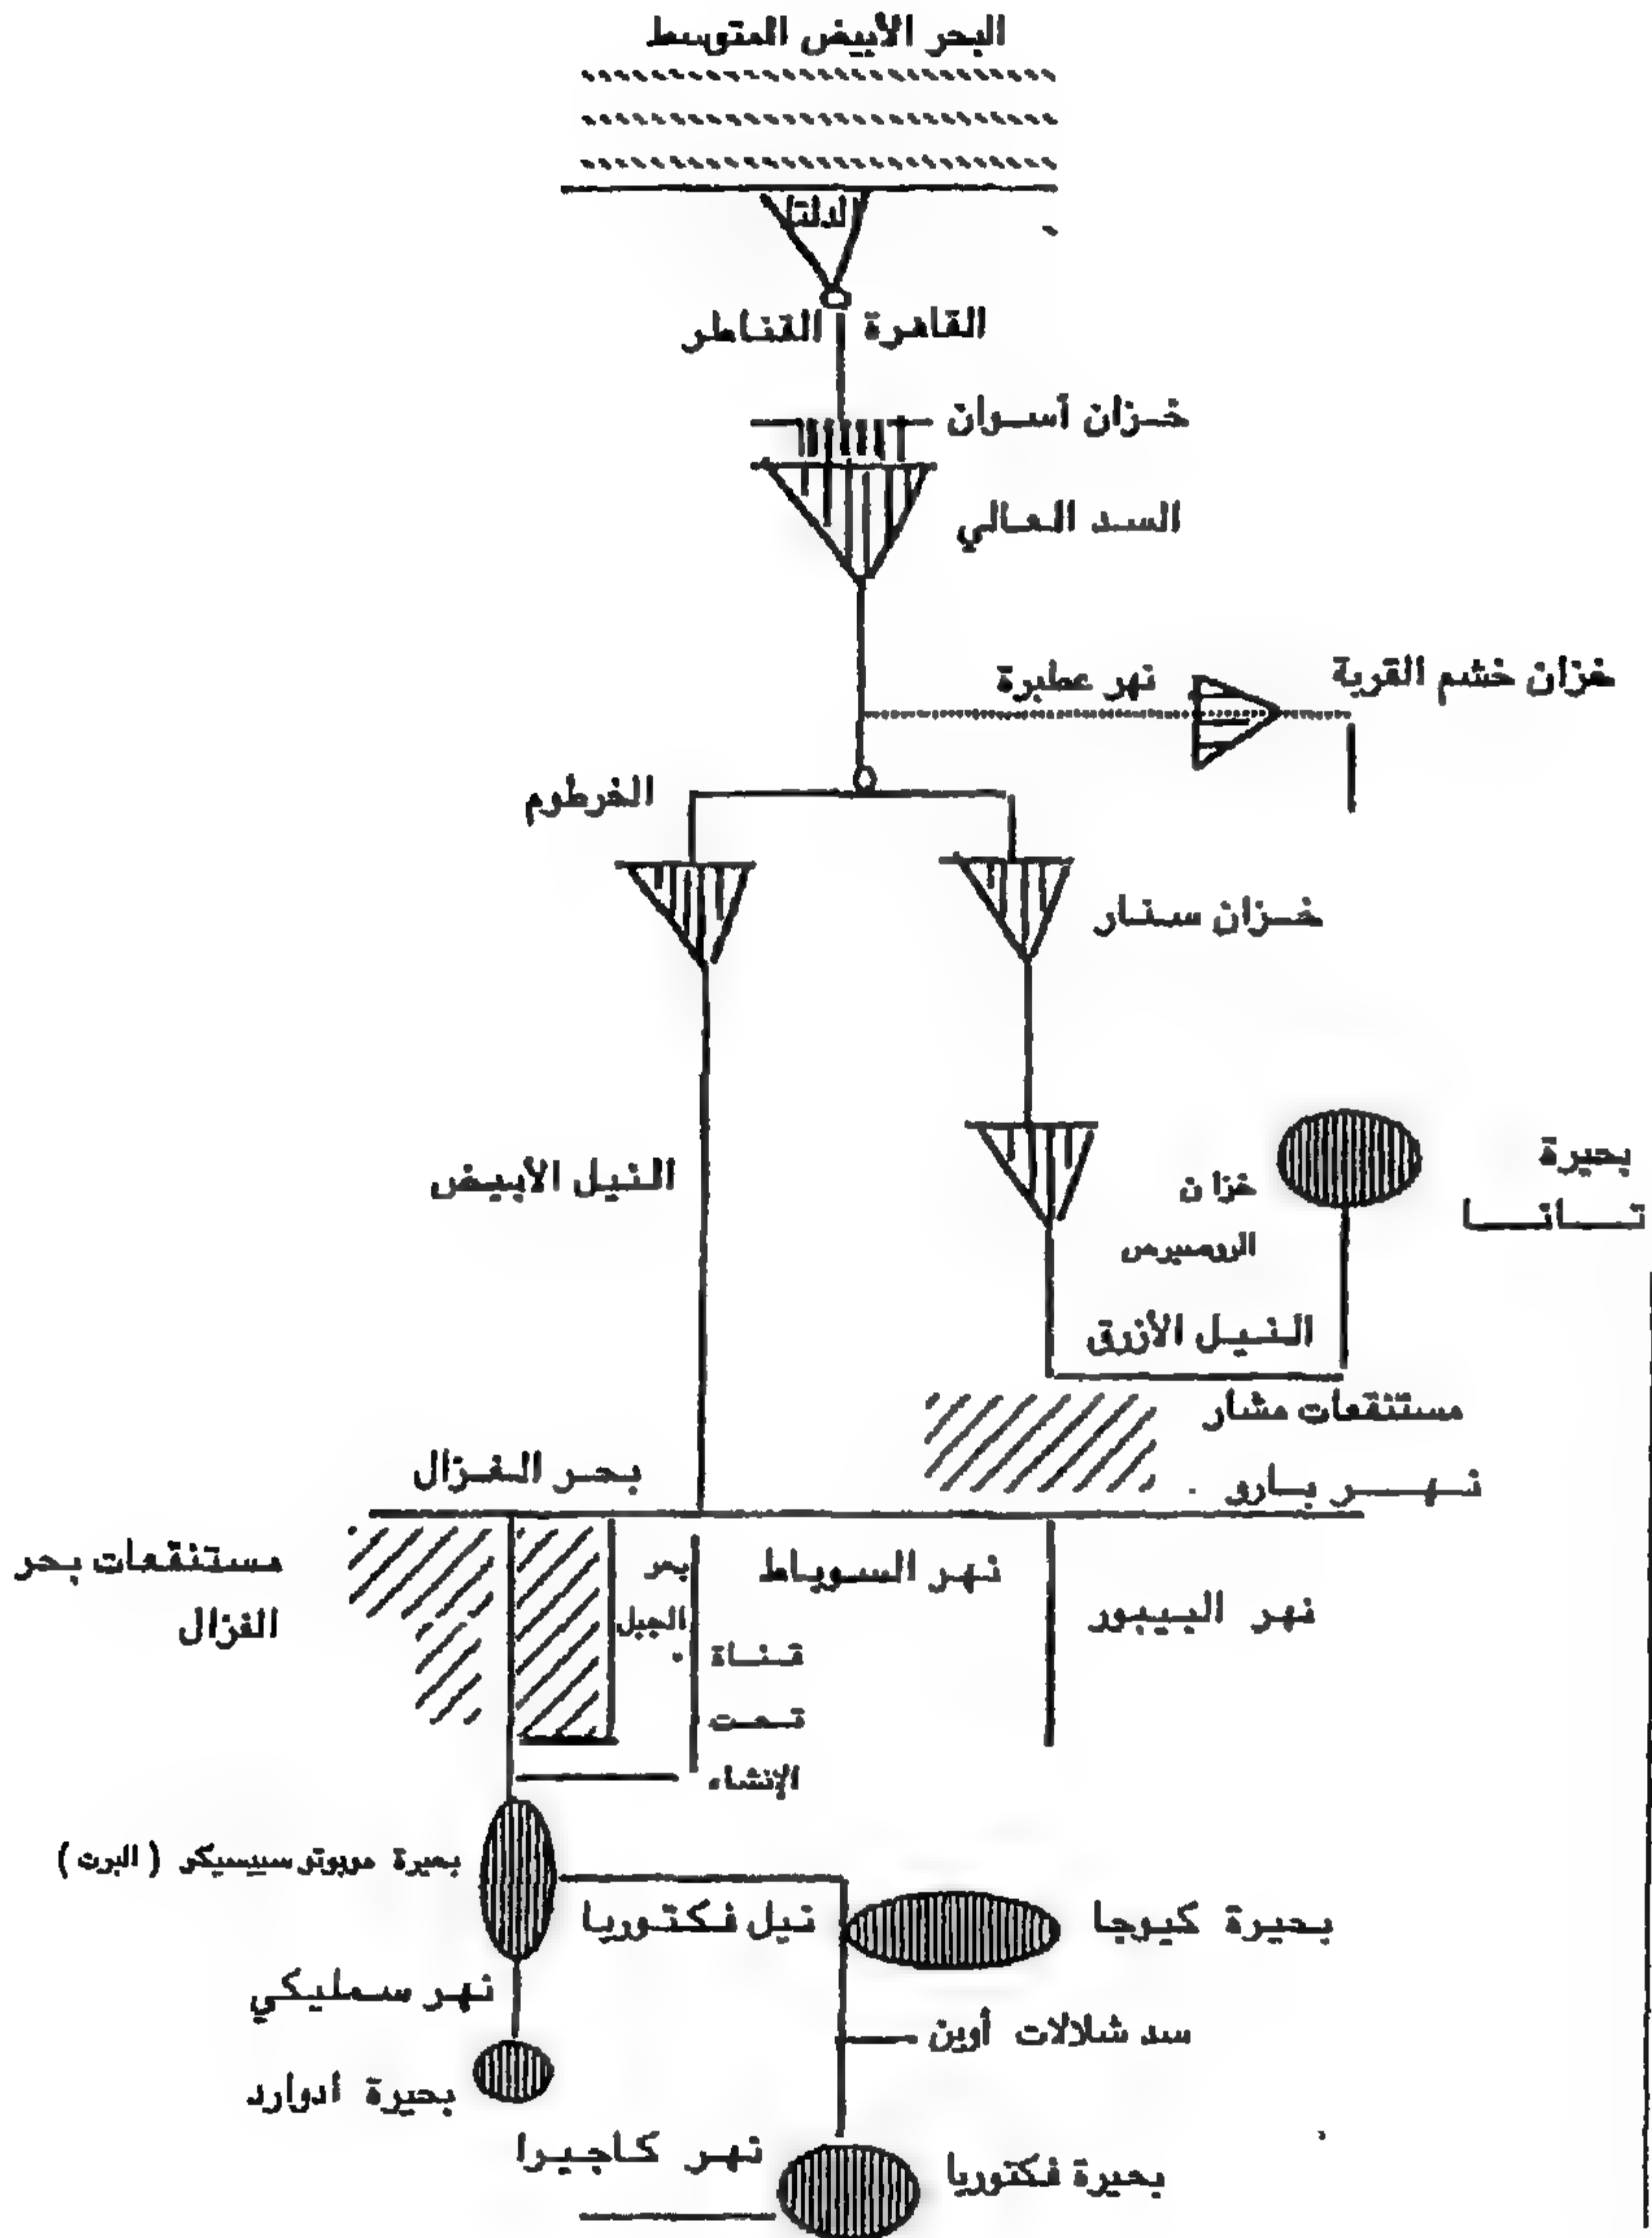 البحر الأبيض المتوسط
الدلتا
القاهرة القناطر
خزان أسوان
السد العالي
نهر عطبرة
خزان خشم القربة
الخرطوم
خزان سنار
النيل الأبيض
خزان
الروصيرص
بحيرة
تانا
النيل الأزرق
مستنقعات مشار
بحر الغزال
نهر بارو
مستنقعات بحر
الغزال
بحر
الجبل
نهر السوباط
نهر البيبور
قناة
تحت
الإنشاء
بحيرة موبوتو سيسيكو (البرت)
نيل فكتوريا
بحيرة كيوجا
نهر سمليكي
سد شلالات أوين
بحيرة ادوارد
نهر كاجيرا
بحيرة فكتوريا